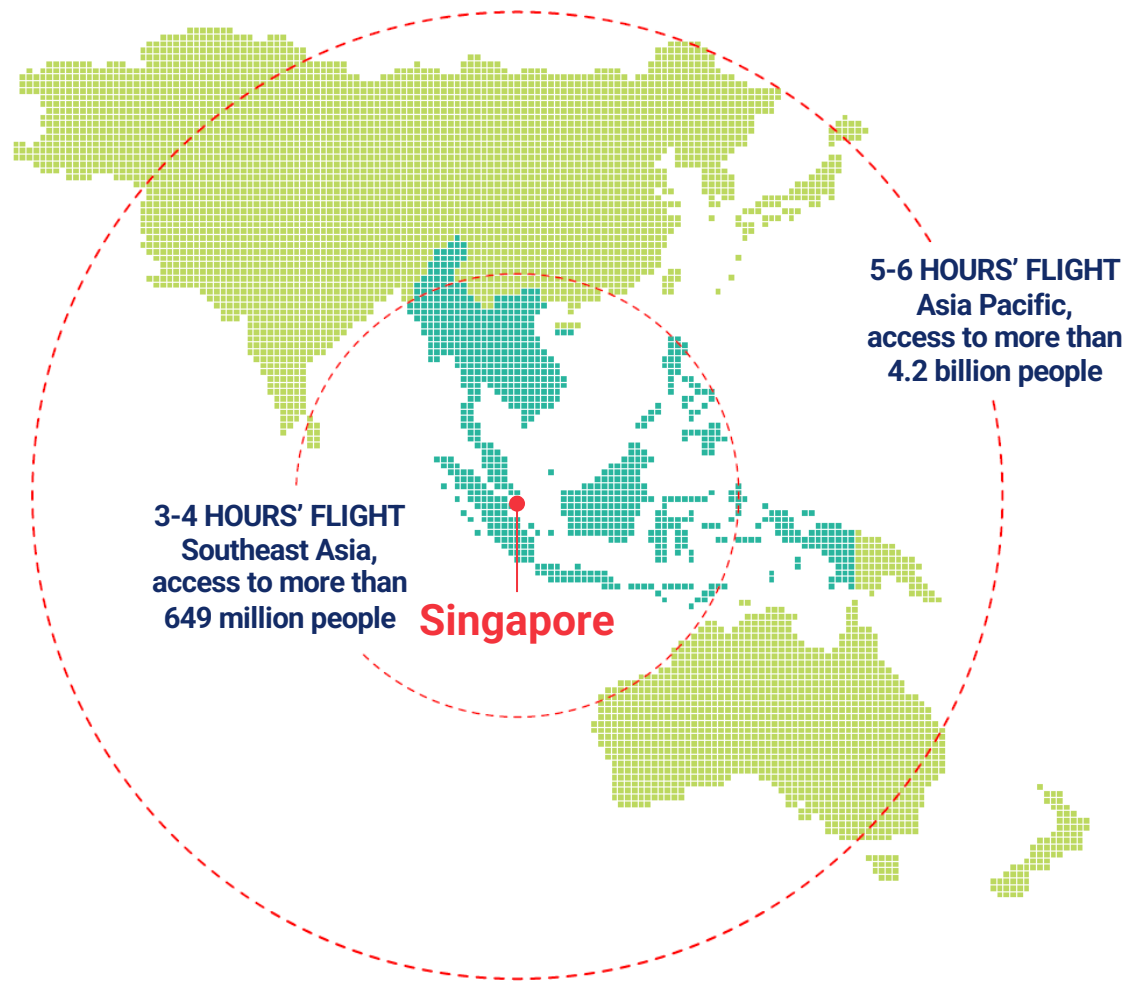 5-6 HOURS’ FLIGHT
Asia Pacific,
access to more than
4.2 billion people
3-4 HOURS’ FLIGHT
Southeast Asia,
access to more than
649 million people
Singapore